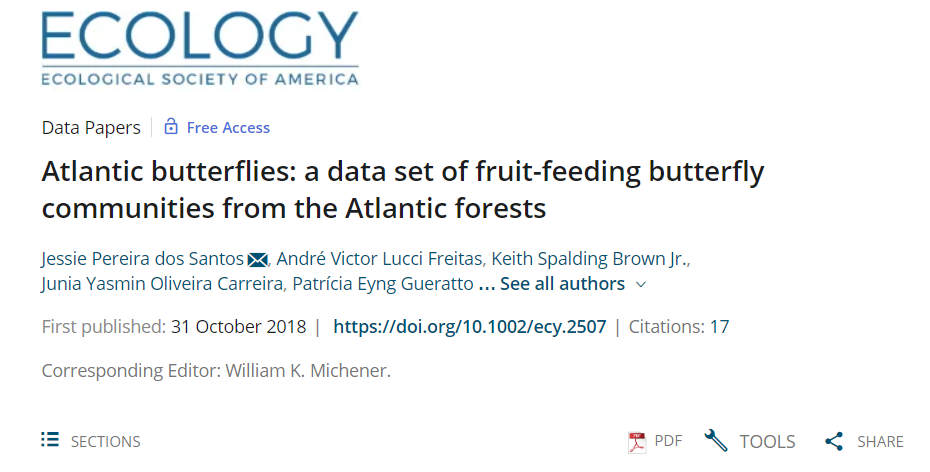 ECOLOGY
ECOLOGICAL SOCIETY OF AMERICA
Data Papers | Free Access
Atlantic butterflies: a data set of fruit-feeding butterfly
communities from the Atlantic forests
Jessie Pereira dos Santos, André Victor Lucci Freitas, Keith Spalding Brown Jr.,
Junia Yasmin Oliveira Carreira, Patrícia Eyng Gueratto ... See all authors
First published: 31 October 2018 | https://doi.org/10.1002/ecy.2507 | Citations: 17
Corresponding Editor: William K. Michener.
SECTIONS PDF TOOLS SHARE